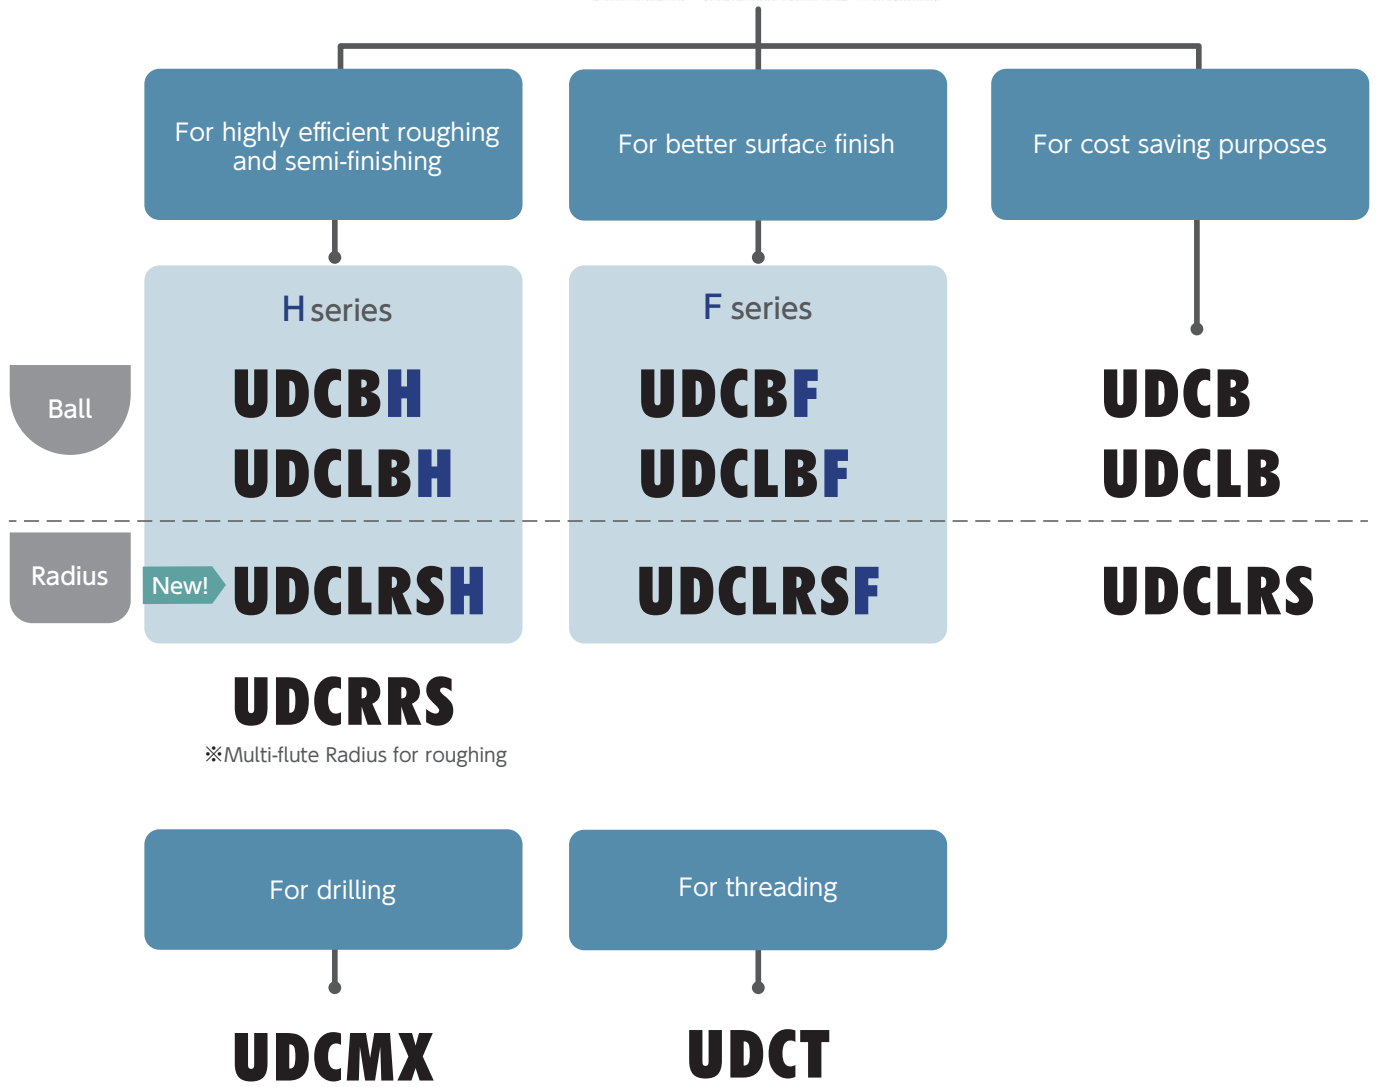 For highly efficient roughing
and semi-finishing
For better surface finish
For cost saving purposes
H series
F series
Ball
UDCBH
UDCBF
UDCB
UDCLBH
UDCLBF
UDCLB
Radius
New!
UDCLRSH
UDCLRSF
UDCLRS
UDCRRS
※Multi-flute Radius for roughing
For drilling
For threading
UDCMX
UDCT